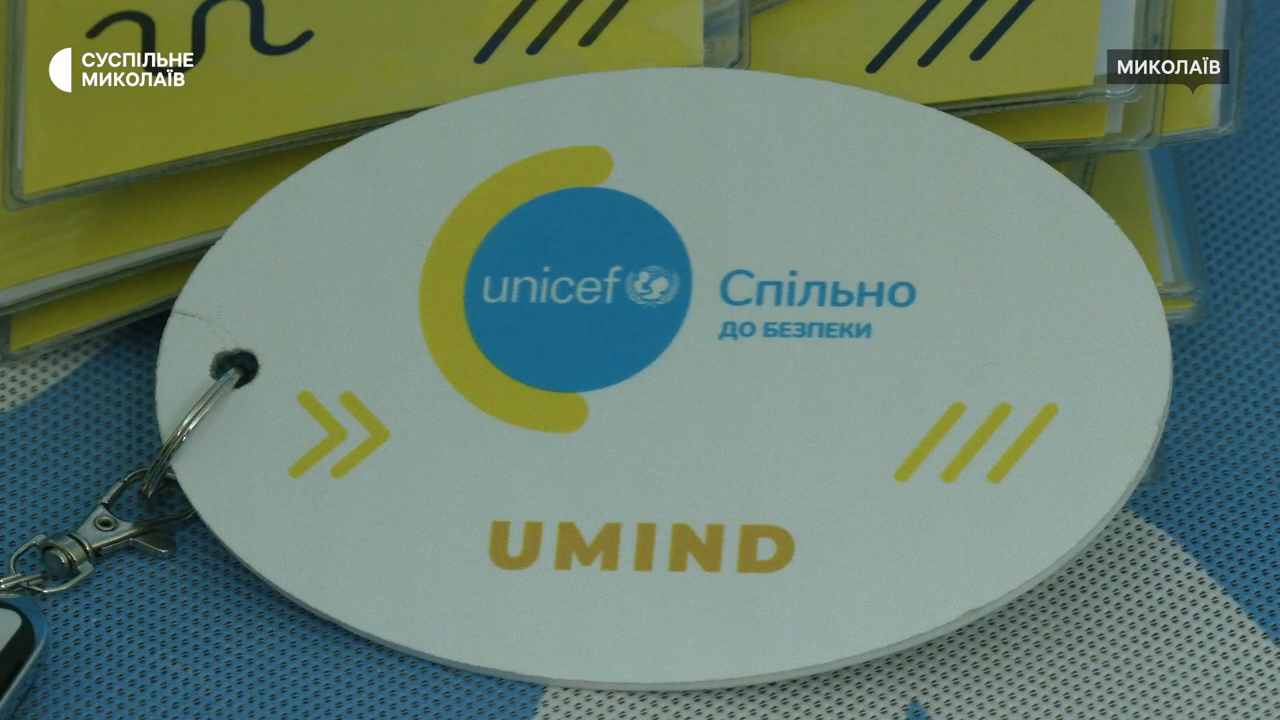 СУСПІЛЬНЕ
МИКОЛАЇВ
МИКОЛАЇВ
unicef
Спільно
ДО БЕЗПЕКИ
UMIND